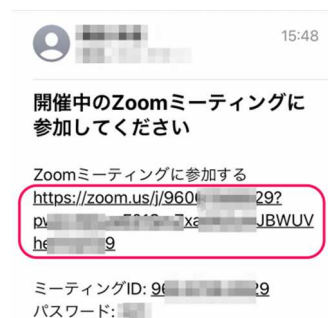 15:48
開催中のZoomミーティングに
参加してください
Zoomミーティングに参加する
https://zoom.us/j/960 29?
JBWUV
9
ミーティングID: 96 29
パスワード: